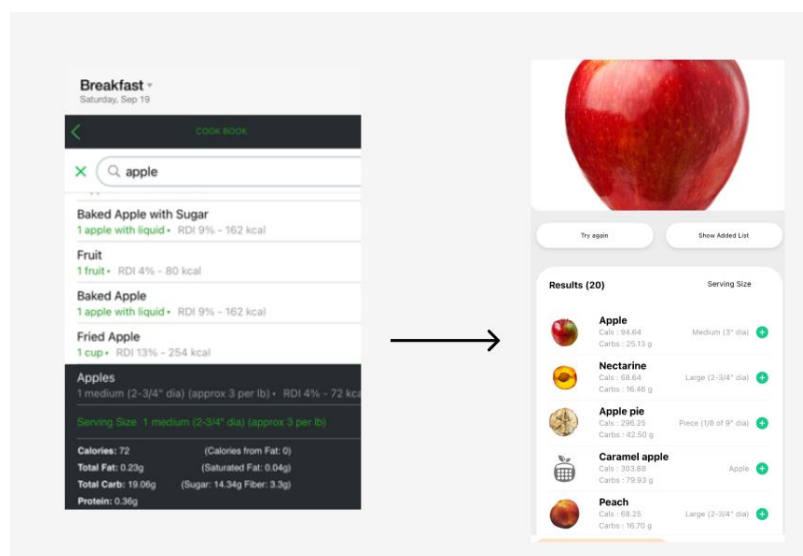 Breakfast
Saturday, Sep 19
COOK BOOK
apple
Baked Apple with Sugar
1 apple with liquid • RDI 9% - 162 kcal
Fruit
1 fruit • RDI 4% - 80 kcal
Baked Apple
1 apple with liquid • RDI 9% - 162 kcal
Fried Apple
1 cup • RDI 13% - 254 kcal
Apples
1 medium (2-3/4" dia) (approx 3 per lb) • RDI 4% - 72 kca
Serving Size: 1 medium (2-3/4" dia) (approx 3 per lb)
Calories: 72 (Calories from Fat: 0)
Total Fat: 0.23g (Saturated Fat: 0.04g)
Total Carb: 19.06g (Sugar: 14.34g Fiber: 3.3g)
Protein: 0.36g
Try again Show Added List
Results (20) Serving Size
Apple
Cals : 94.64 Medium (3" dia)
Carbs : 25.13 g
Nectarine
Cals : 68.64 Large (2-3/4" dia)
Carbs : 16.46 g
Apple pie
Cals : 296.25 Piece (1/8 of 9" dia)
Carbs : 42.50 g
Caramel apple
Cals : 303.88 Apple
Carbs : 79.93 g
Peach
Cals : 68.25 Large (2-3/4" dia)
Carbs : 16.70 g